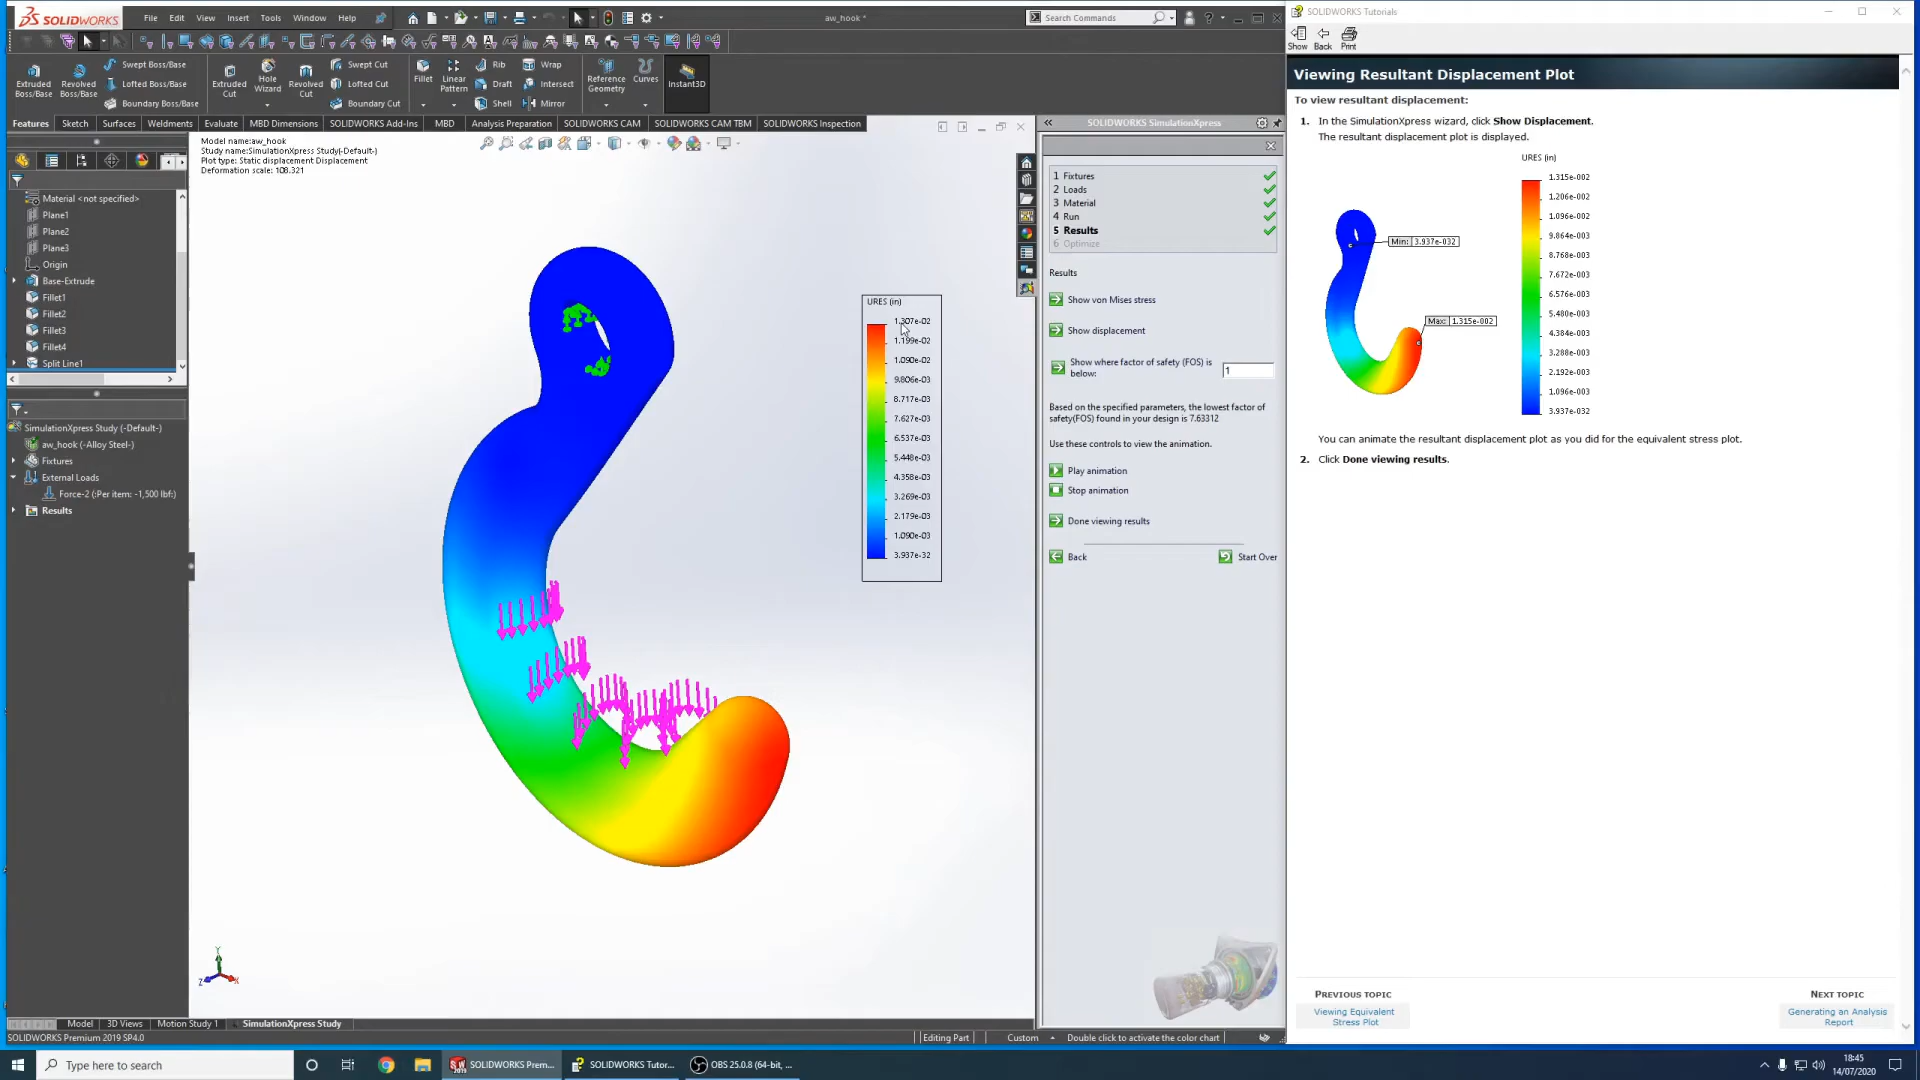 SOLIDWORKS
File Edit View Insert Tools Window Help
aw_hook *
Search Commands
Extruded Boss/Base
Revolved Boss/Base
Swept Boss/Base
Lofted Boss/Base
Boundary Boss/Base
Extruded Cut
Hole Wizard
Revolved Cut
Swept Cut
Lofted Cut
Boundary Cut
Fillet
Linear Pattern
Rib
Draft
Shell
Wrap
Intersect
Mirror
Reference Geometry
Curves
Instant3D
Features Sketch Surfaces Weldments Evaluate MBD Dimensions SOLIDWORKS Add-Ins MBD Analysis Preparation SOLIDWORKS CAM SOLIDWORKS CAM TBM SOLIDWORKS Inspection
Material <not specified>
Plane1
Plane2
Plane3
Origin
Base-Extrude
Fillet1
Fillet2
Fillet3
Fillet4
Split Line1
SimulationXpress Study (-Default-)
aw_hook (-Alloy Steel-)
Fixtures
External Loads
Force-2 (:Per item: -1,500 lbf:)
Results
Model name:aw_hook
Study name:SimulationXpress Study(-Default-)
Plot type: Static displacement Displacement
Deformation scale: 108.321
URES (in)
1.307e-02
1.199e-02
1.090e-02
9.806e-03
8.717e-03
7.627e-03
6.537e-03
5.448e-03
4.358e-03
3.269e-03
2.179e-03
1.090e-03
3.937e-32
Y
Z
X
SOLIDWORKS SimulationXpress
1 Fixtures
2 Loads
3 Material
4 Run
5 Results
6 Optimize
Results
Show von Mises stress
Show displacement
Show where factor of safety (FOS) is
below:
1
Based on the specified parameters, the lowest factor of
safety(FOS) found in your design is 7.63312
Use these controls to view the animation.
Play animation
Stop animation
Done viewing results
Back
Start Over
Model 3D Views Motion Study 1 SimulationXpress Study
SOLIDWORKS Premium 2019 SP4.0
Editing Part Custom Double click to activate the color chart
SOLIDWORKS Tutorials
Show Back Print
Viewing Resultant Displacement Plot
To view resultant displacement:
1. In the SimulationXpress wizard, click Show Displacement.
The resultant displacement plot is displayed.
URES (in)
1.315e-002
1.206e-002
1.096e-002
9.864e-003
8.768e-003
7.672e-003
6.576e-003
5.480e-003
4.384e-003
3.288e-003
2.192e-003
1.096e-003
3.937e-032
Min: 3.937e-032
Max: 1.315e-002
You can animate the resultant displacement plot as you did for the equivalent stress plot.
2. Click Done viewing results.
PREVIOUS TOPIC
Viewing Equivalent
Stress Plot
NEXT TOPIC
Generating an Analysis
Report
Type here to search
SOLIDWORKS Prem...
SOLIDWORKS Tutor...
OBS 25.0.8 (64-bit, ...
18:45
14/07/2020